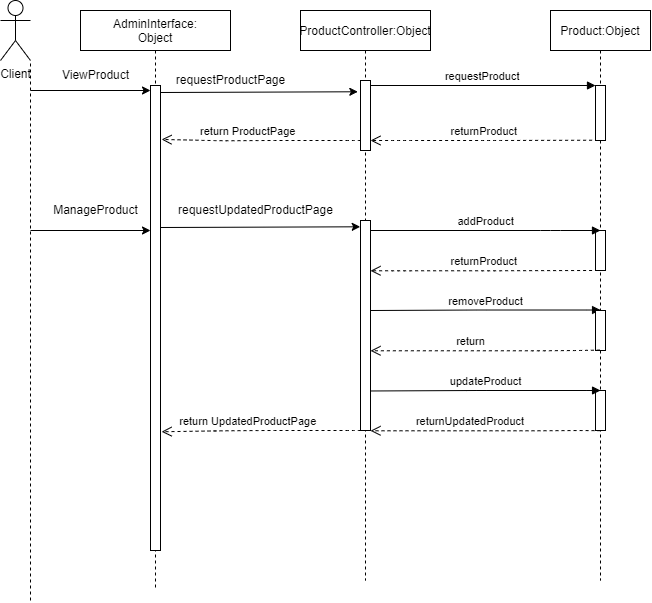 AdminInterface:
Object
ProductController:Object
Product:Object
Client
ViewProduct
requestProductPage
requestProduct
return ProductPage
returnProduct
ManageProduct
requestUpdatedProductPage
addProduct
returnProduct
removeProduct
return
updateProduct
return UpdatedProductPage
returnUpdatedProduct